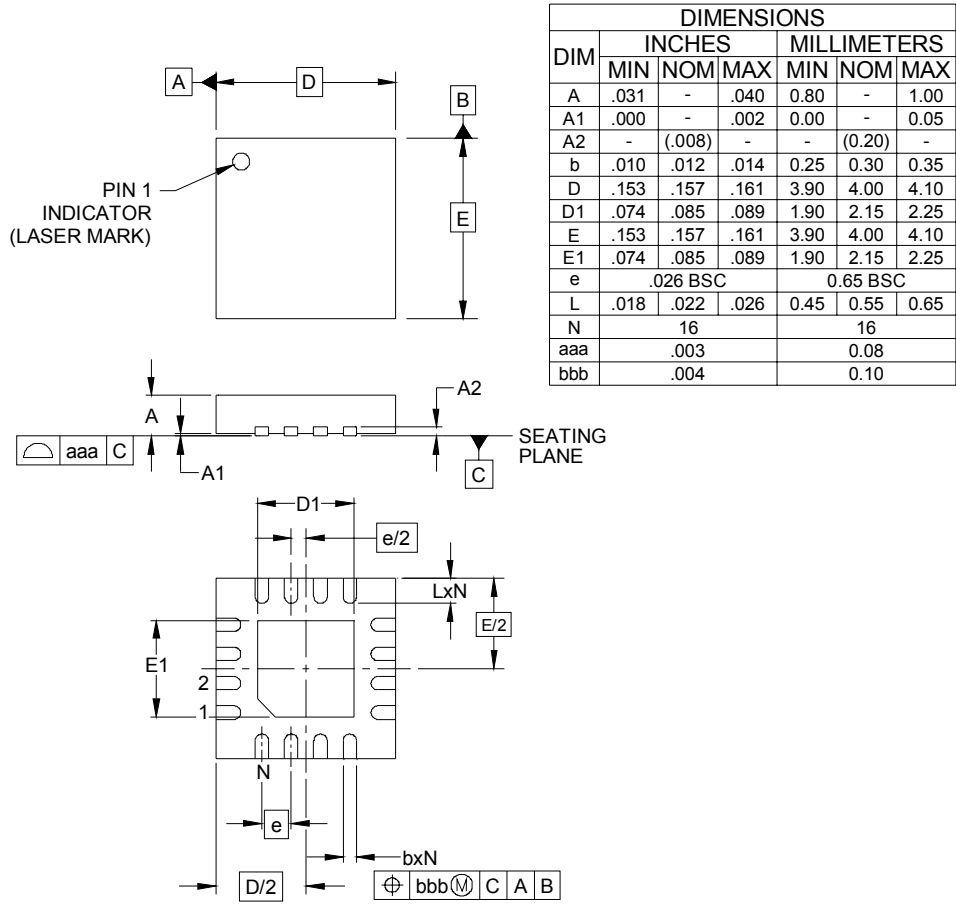 DIMENSIONS
DIM INCHES MILLIMETERS
MIN NOM MAX MIN NOM MAX
A .031 - .040 0.80 - 1.00
A1 .000 - .002 0.00 - 0.05
A2 - (.008) - - (0.20) -
b .010 .012 .014 0.25 0.30 0.35
D .153 .157 .161 3.90 4.00 4.10
D1 .074 .085 .089 1.90 2.15 2.25
E .153 .157 .161 3.90 4.00 4.10
E1 .074 .085 .089 1.90 2.15 2.25
e .026 BSC 0.65 BSC
L .018 .022 .026 0.45 0.55 0.65
N 16 16
aaa .003 0.08
bbb .004 0.10
A D
B
PIN 1
INDICATOR
(LASER MARK)
E
A2
A
aaa C
A1
SEATING
PLANE
C
D1
e/2
LxN
E/2
E1
2
1
N
e
bxN
D/2
bbb M C A B